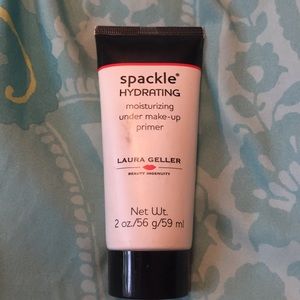 spackle®
HYDRATING
moisturizing
under make-up
primer
LAURA GELLER
BEAUTY INGENUITY
Net Wt.
2 oz./56 g/59 ml